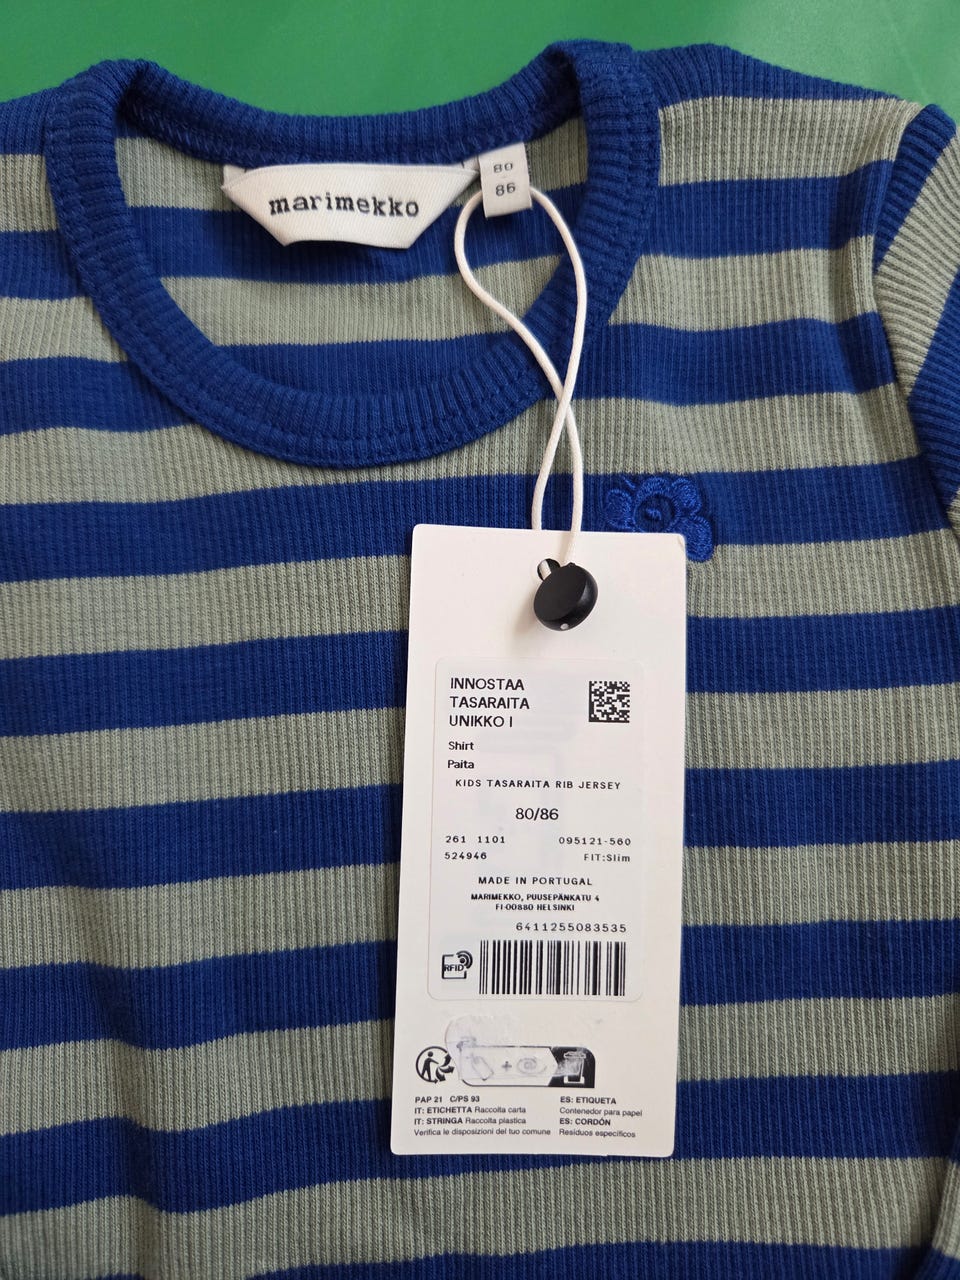 marimekko
80
86
INNOSTAA
TASARAITA
UNIKKO I
Shirt
Paita
KIDS TASARAITA RIB JERSEY
80/86
261 1101 095121-560
524946 FIT:Slim
MADE IN PORTUGAL
MARIMEKKO, PUUSEPÄNKATU 4
FI-00880 HELSINKI
6411255083535
RFID
PAP 21 C/PS 93
IT: ETICHETTA Raccolta carta
IT: STRINGA Raccolta plastica
Verifica le disposizioni del tuo comune
ES: ETIQUETA
Contenedor para papel
ES: CORDÓN
Residuos específicos